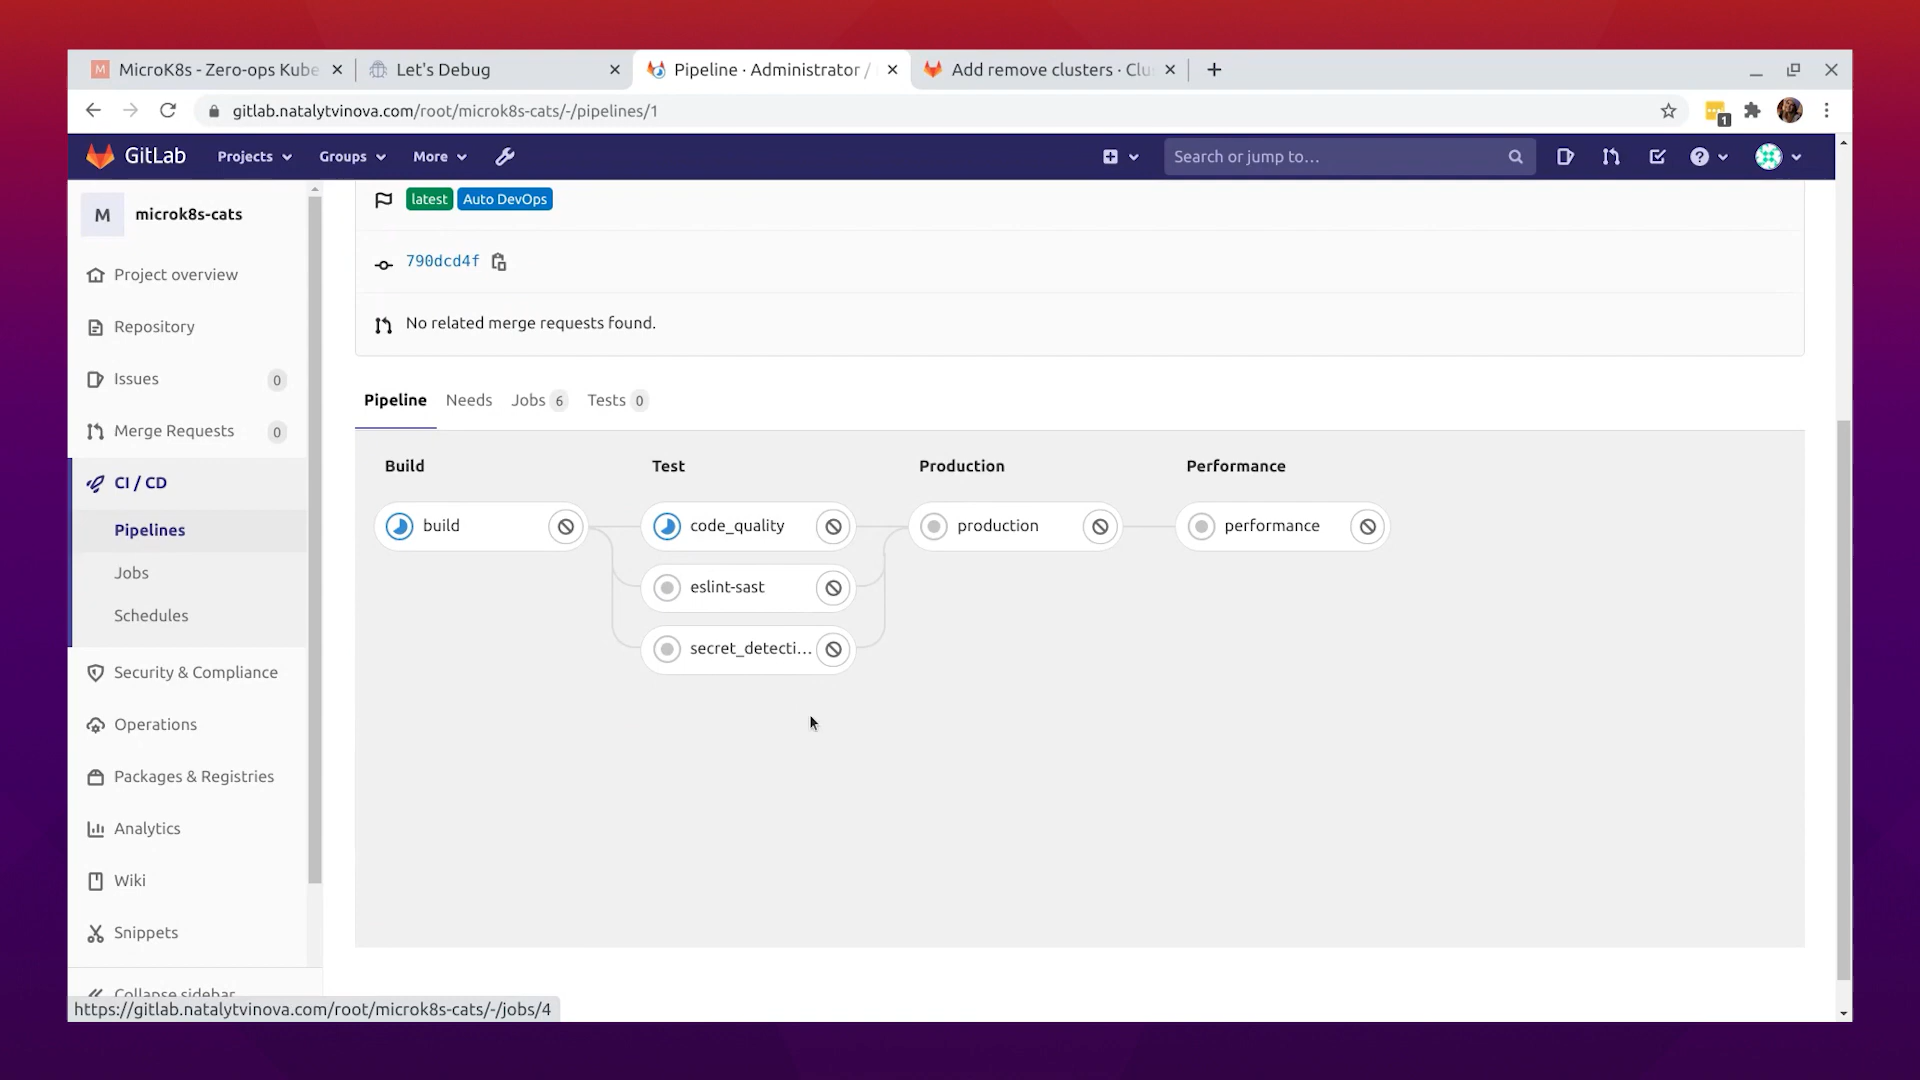 MicroK8s - Zero-ops Kube
Let's Debug
Pipeline · Administrator /
Add remove clusters · Clu
gitlab.natalytvinova.com/root/microk8s-cats/-/pipelines/1
1
GitLab
Projects
Groups
More
Search or jump to...
M
microk8s-cats
latest
Auto DevOps
790dcd4f
No related merge requests found.
Project overview
Repository
Issues
0
Merge Requests
0
CI / CD
Pipelines
Jobs
Schedules
Security & Compliance
Operations
Packages & Registries
Analytics
Wiki
Snippets
Collapse sidebar
Pipeline
Needs
Jobs 6
Tests 0
Build
Test
Production
Performance
build
code_quality
production
performance
eslint-sast
secret_detecti...
https://gitlab.natalytvinova.com/root/microk8s-cats/-/jobs/4